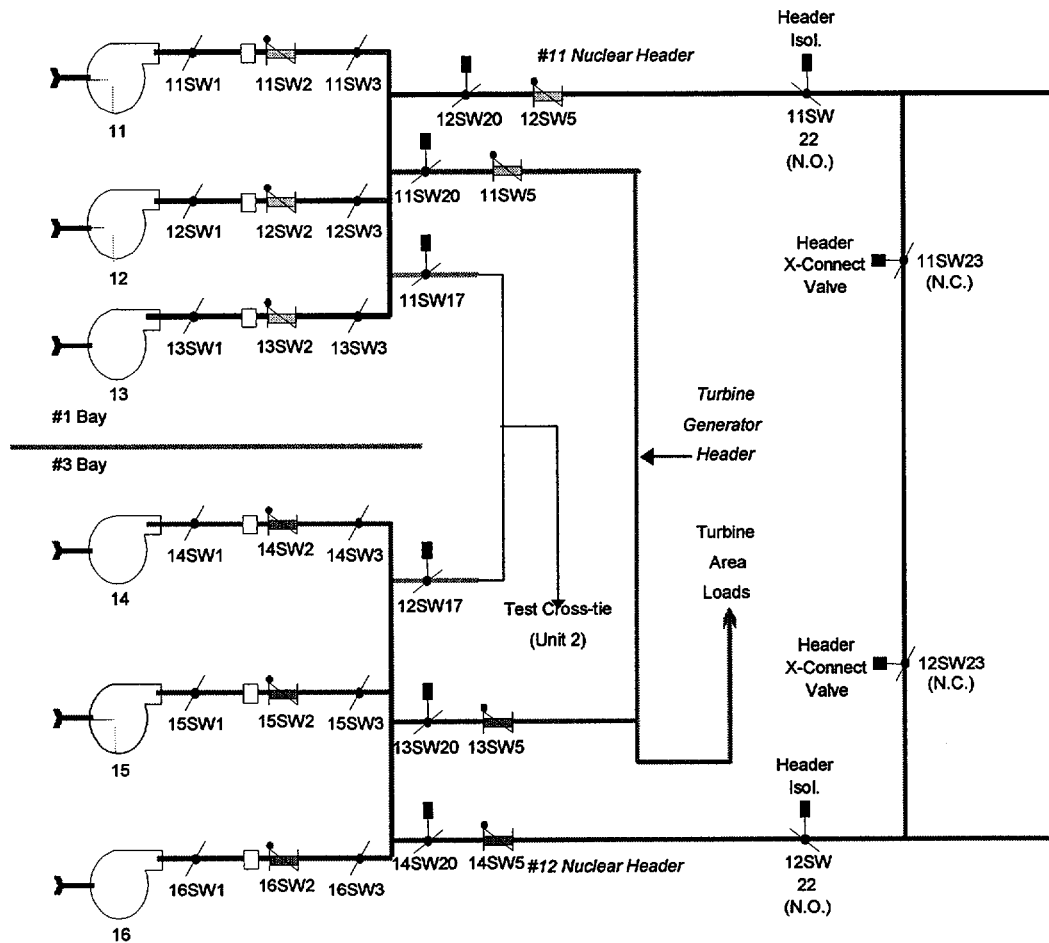 Header
Isol.
#11 Nuclear Header
11SW1
11SW2
11SW3
12SW20
12SW5
11SW
22
(N.O.)
11
11SW20
11SW5
12SW1
12SW2
12SW3
12
Header
X-Connect
Valve
11SW23
(N.C.)
11SW17
13SW1
13SW2
13SW3
13
#1 Bay
#3 Bay
Turbine
Generator
Header
14SW1
14SW2
14SW3
14
12SW17
Test Cross-tie
(Unit 2)
Turbine
Area
Loads
Header
X-Connect
Valve
12SW23
(N.C.)
15SW1
15SW2
15SW3
15
13SW20
13SW5
Header
Isol.
14SW20
14SW5
#12 Nuclear Header
12SW
22
(N.O.)
16SW1
16SW2
16SW3
16